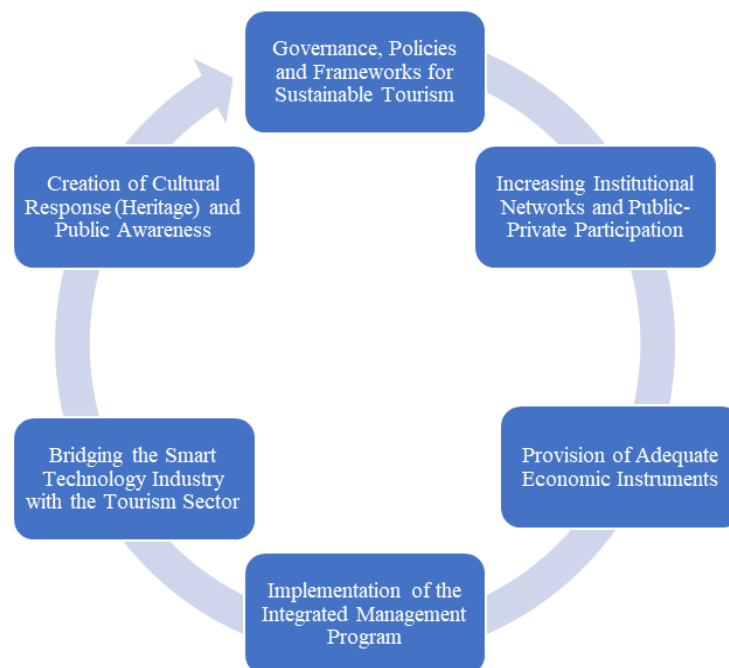 Governance, Policies
and Frameworks for
Sustainable Tourism
Increasing Institutional
Networks and Public-
Private Participation
Provision of Adequate
Economic Instruments
Implementation of the
Integrated Management
Program
Bridging the Smart
Technology Industry
with the Tourism Sector
Creation of Cultural
Response (Heritage) and
Public Awareness